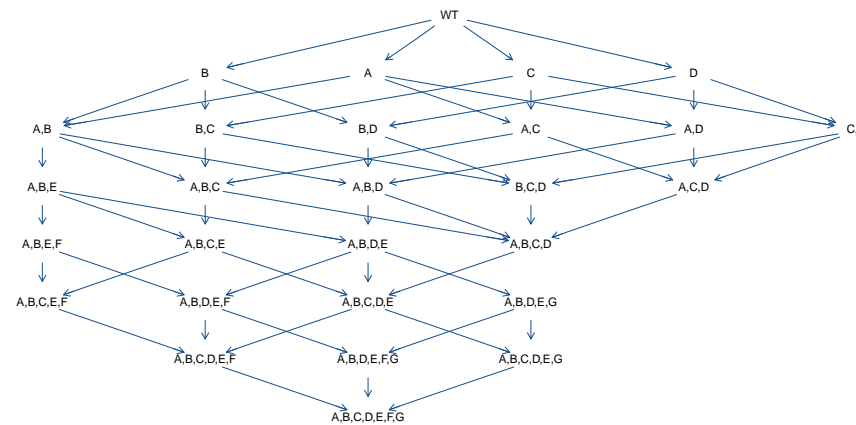 WT
B A C D
A,B B,C B,D A,C A,D C,
A,B,E A,B,C A,B,D B,C,D A,C,D
A,B,E,F A,B,C,E A,B,D,E A,B,C,D
A,B,C,E,F A,B,D,E,F A,B,C,D,E A,B,D,E,G
A,B,C,D,E,F A,B,D,E,F,G A,B,C,D,E,G
A,B,C,D,E,F,G